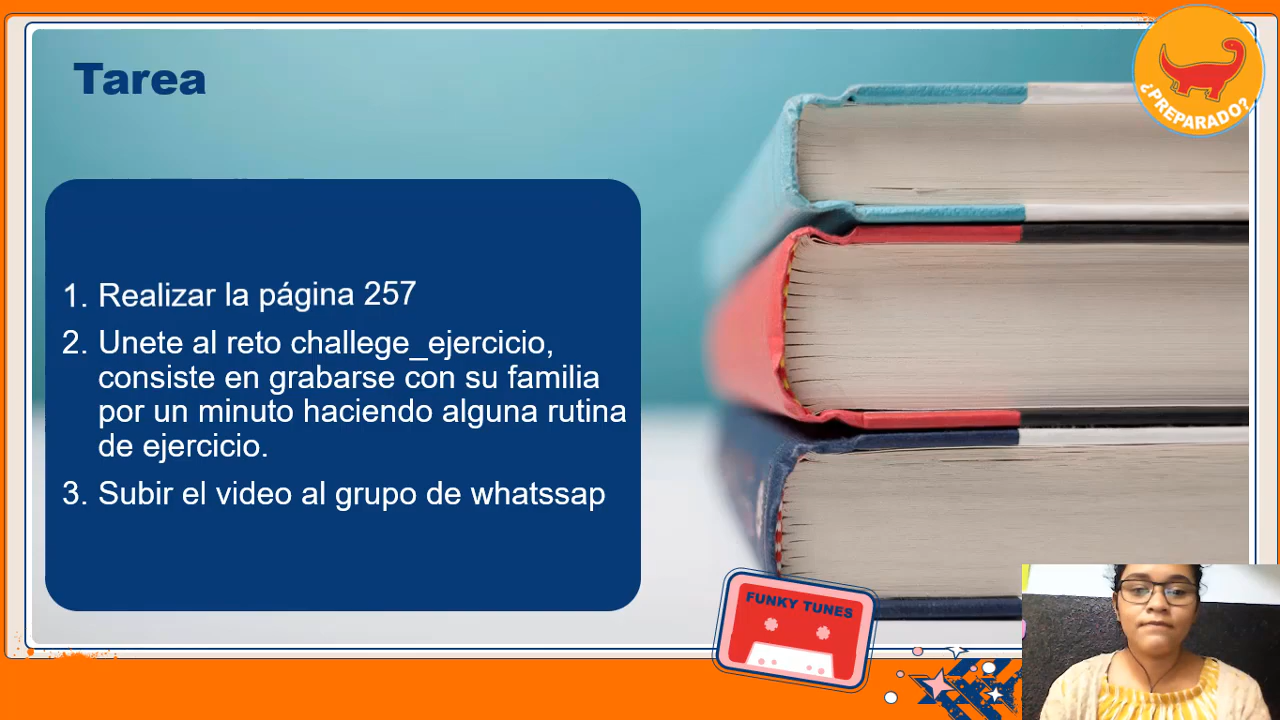 Tarea
¿PREPARADO?
1. Realizar la página 257
2. Unete al reto challege_ejercicio,
consiste en grabarse con su familia
por un minuto haciendo alguna rutina
de ejercicio.
3. Subir el video al grupo de whatssap
FUNKY TUNES